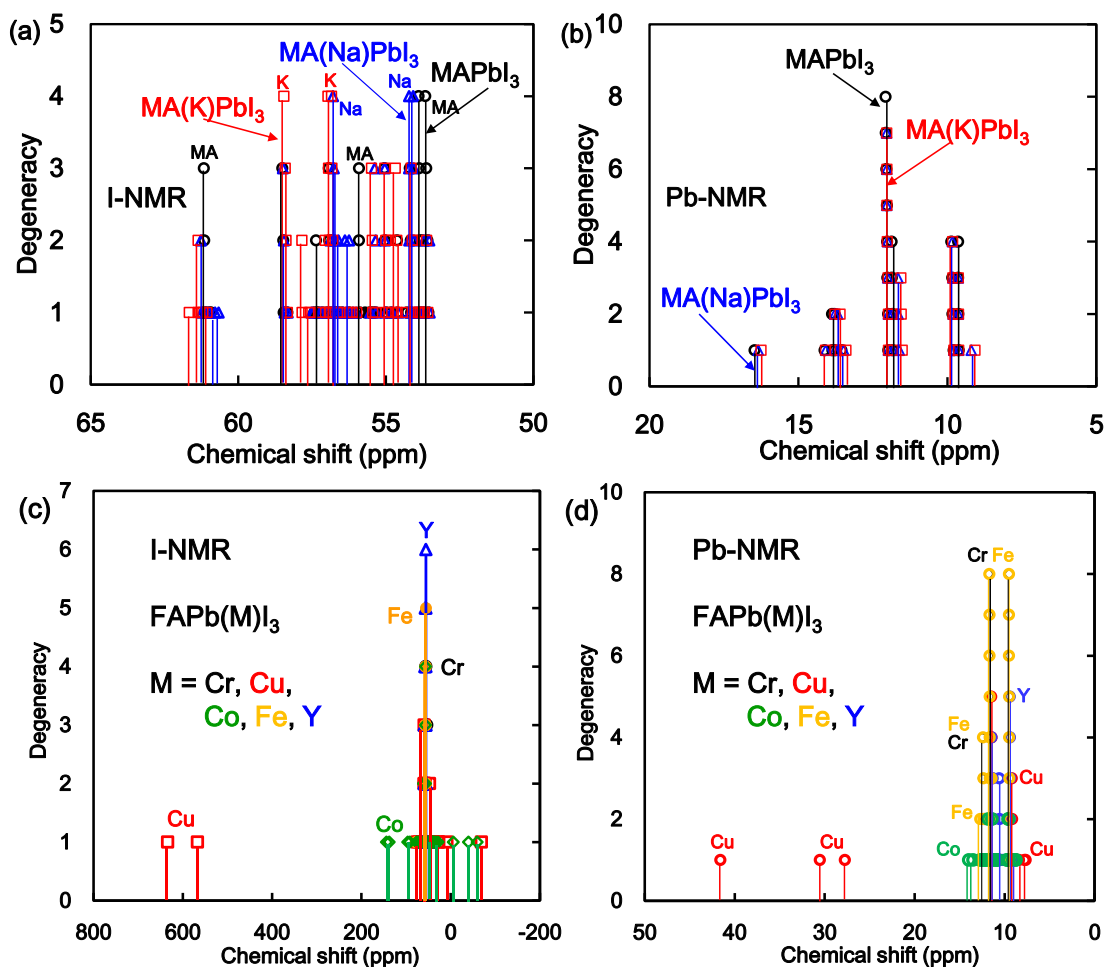 (a)
5
4
3
2
1
0
Degeneracy
I-NMR
MA(K)PbI₃
MA(Na)PbI₃
MAPbI₃
K
K
Na
Na
MA
MA
MA
65
60
55
50
Chemical shift (ppm)
(b)
10
8
6
4
2
0
Degeneracy
MAPbI₃
MA(K)PbI₃
Pb-NMR
MA(Na)PbI₃
20
15
10
5
Chemical shift (ppm)
(c)
7
6
5
4
3
2
1
0
Degeneracy
I-NMR
FAPb(M)I₃
M = Cr, Cu,
Co, Fe, Y
Y
Fe
Cr
Cu
Co
800
600
400
200
0
-200
Chemical shift (ppm)
(d)
10
8
6
4
2
0
Degeneracy
Pb-NMR
FAPb(M)I₃
M = Cr, Cu,
Co, Fe, Y
Cr
Fe
Y
Fe
Cr
Cu
Fe
Co
Cu
Cu
Cu
50
40
30
20
10
0
Chemical shift (ppm)